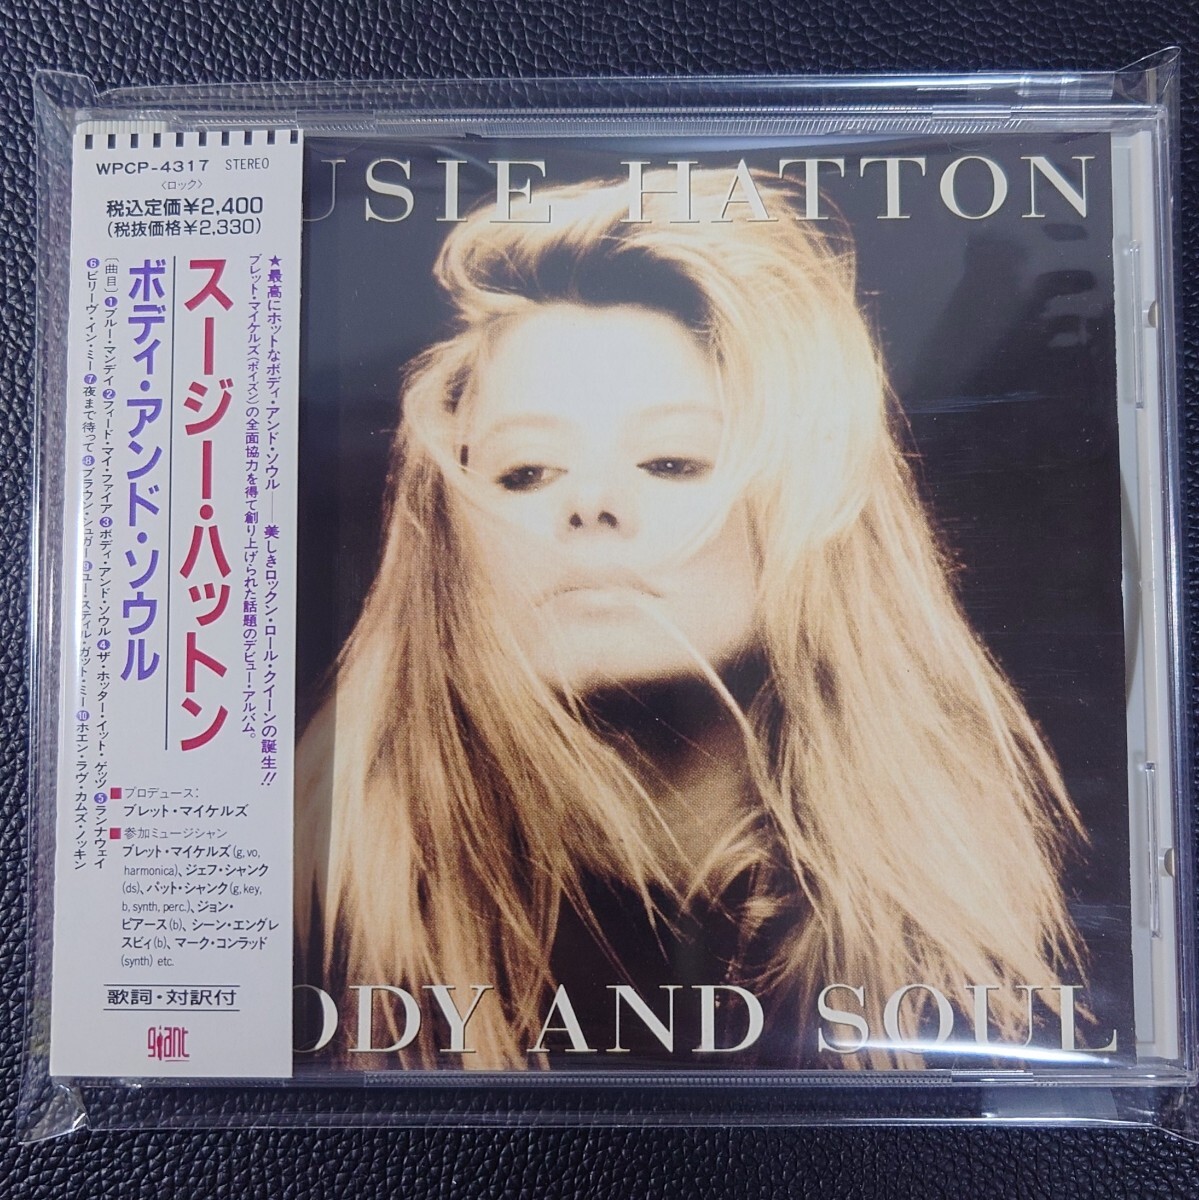 WPCP-4317 STEREO
〈ロック〉
税込定価¥2,400
(税抜価格¥2,330)
★最高にホットなボディ・アンド・ソウル──美しきロックン・ロール・クイーンの誕生!!
ブレット・マイケルズ(ポイズン)の全面協力を得て創り上げられた話題のデビュー・アルバム。
スージー・ハットン
ボディ・アンド・ソウル
〔曲目〕❶ブルー・マンデイ❷フィード・マイ・ファイア❸ボディ・アンド・ソウル❹ザ・ホッター・イット・ゲッツ❺ランナウェイ
❻ビリーヴ・イン・ミー❼夜まで待って❽ブラウン・シュガー❾ユー・スティル・ガット・ミー❿ホエン・ラヴ・カムズ・ノッキン
■プロデュース:
ブレット・マイケルズ
■参加ミュージシャン
ブレット・マイケルズ(g, vo,
harmonica)、ジェフ・シャンク
(ds)、パット・シャンク(g, key,
b, synth, perc.)、ジョン・
ピアース(b)、シーン・エングレ
スビィ(b)、マーク・コンラッド
(synth) etc.
歌詞・対訳付
giant
USIE HATTON
ODY AND SOUL